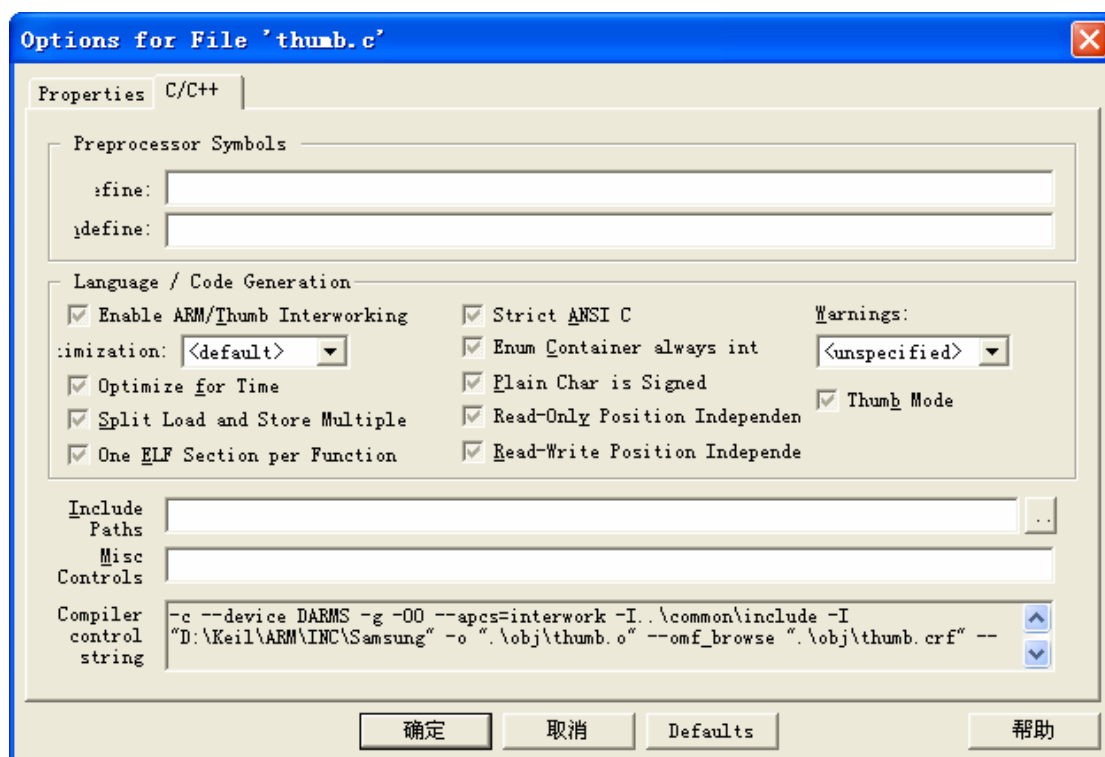 Options for File 'thumb.c'
Properties C/C++
Preprocessor Symbols
efine:
define:
Language / Code Generation
Enable ARM/Thumb Interworking Strict ANSI C Warnings:
timization: <default> Enum Container always int <unspecified>
Optimize for Time Plain Char is Signed Thumb Mode
Split Load and Store Multiple Read-Only Position Independen
One ELF Section per Function Read-Write Position Independe
Include
Paths ..
Misc
Controls
Compiler -c --device DARMS -g -O0 --apcs=interwork -I..\common\include -I
control "D:\Keil\ARM\INC\Samsung" -o ".\obj\thumb.o" --omf_browse ".\obj\thumb.crf" --
string
确定 取消 Defaults 帮助